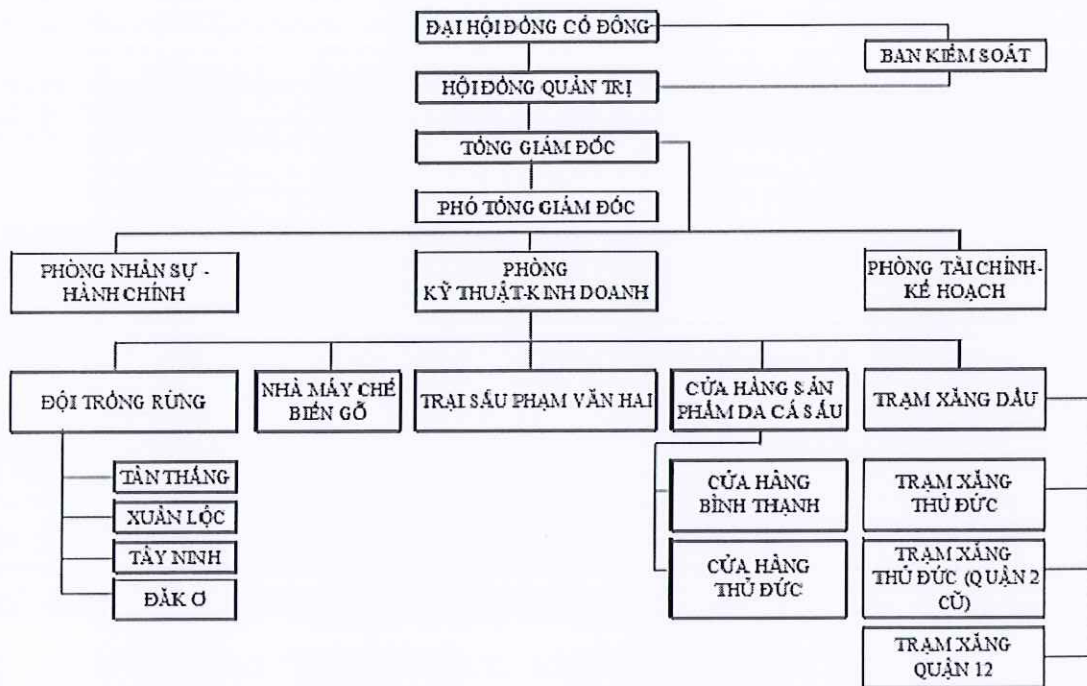 ĐẠI HỘI ĐỒNG CỔ ĐÔNG
BAN KIỂM SOÁT
HỘI ĐỒNG QUẢN TRỊ
TỔNG GIÁM ĐỐC
PHÓ TỔNG GIÁM ĐỐC
PHÒNG NHÂN SỰ -
HÀNH CHÍNH
PHÒNG
KỸ THUẬT-KINH DOANH
PHÒNG TÀI CHÍNH-
KẾ HOẠCH
ĐỘI TRỒNG RỪNG
NHÀ MÁY CHẾ
BIẾN GỖ
TRẠI SẤU PHẠM VĂN HAI
CỬA HÀNG SẢN
PHẨM DA CÁ SẤU
TRẠM XĂNG DẦU
TÂN THẮNG
XUÂN LỘC
TÂY NINH
ĐĂK Ơ
CỬA HÀNG
BÌNH THẠNH
CỬA HÀNG
THỦ ĐỨC
TRẠM XĂNG
THỦ ĐỨC
TRẠM XĂNG
THỦ ĐỨC (QUẬN 2
CŨ)
TRẠM XĂNG
QUẬN 12